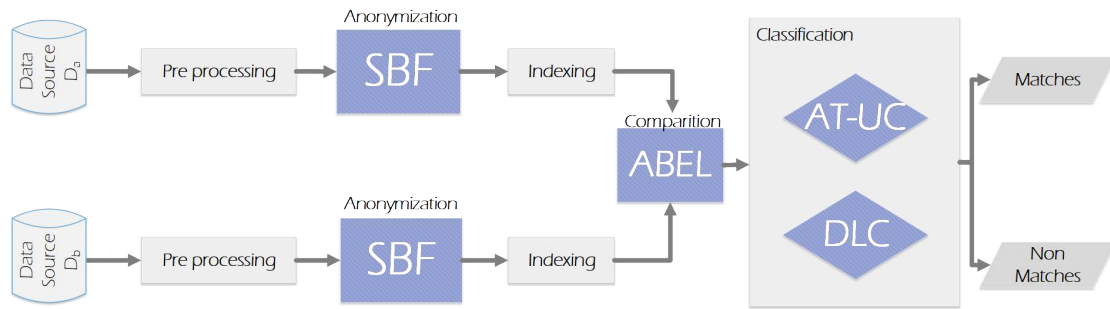 Data
Source
Da
Pre processing
Anonymization
SBF
Indexing
Comparition
ABEL
Data
Source
Db
Pre processing
Anonymization
SBF
Indexing
Classification
AT-UC
DLC
Matches
Non
Matches